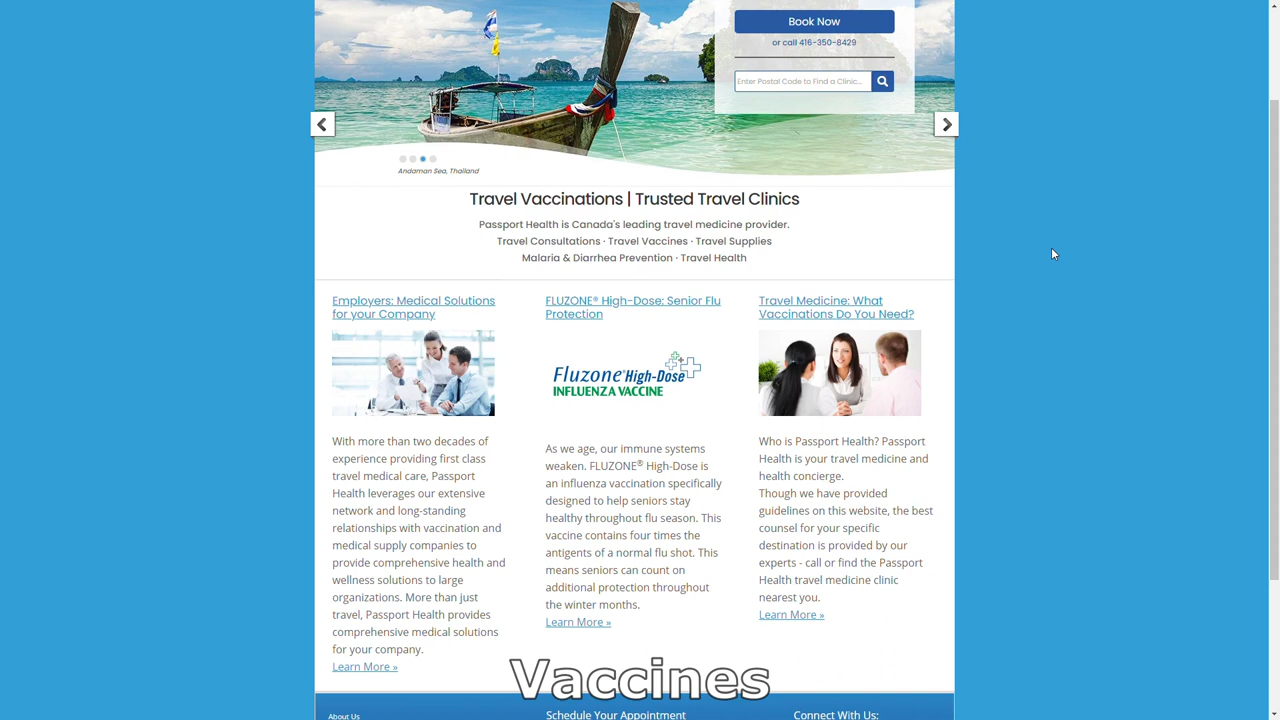 Book Now
or call 416-350-8429
Enter Postal Code to Find a Clinic...
Andaman Sea, Thailand
Travel Vaccinations | Trusted Travel Clinics
Passport Health is Canada's leading travel medicine provider.
Travel Consultations · Travel Vaccines · Travel Supplies
Malaria & Diarrhea Prevention · Travel Health
Employers: Medical Solutions
for your Company
With more than two decades of
experience providing first class
travel medical care, Passport
Health leverages our extensive
network and long-standing
relationships with vaccination and
medical supply companies to
provide comprehensive health and
wellness solutions to large
organizations. More than just
travel, Passport Health provides
comprehensive medical solutions
for your company.
Learn More »
FLUZONE® High-Dose: Senior Flu
Protection
Fluzone® High-Dose
INFLUENZA VACCINE
As we age, our immune systems
weaken. FLUZONE® High-Dose is
an influenza vaccination specifically
designed to help seniors stay
healthy throughout flu season. This
vaccine contains four times the
antigents of a normal flu shot. This
means seniors can count on
additional protection throughout
the winter months.
Learn More »
Travel Medicine: What
Vaccinations Do You Need?
Who is Passport Health? Passport
Health is your travel medicine and
health concierge.
Though we have provided
guidelines on this website, the best
counsel for your specific
destination is provided by our
experts - call or find the Passport
Health travel medicine clinic
nearest you.
Learn More »
Vaccines
About Us
Schedule Your Appointment
Connect With Us: